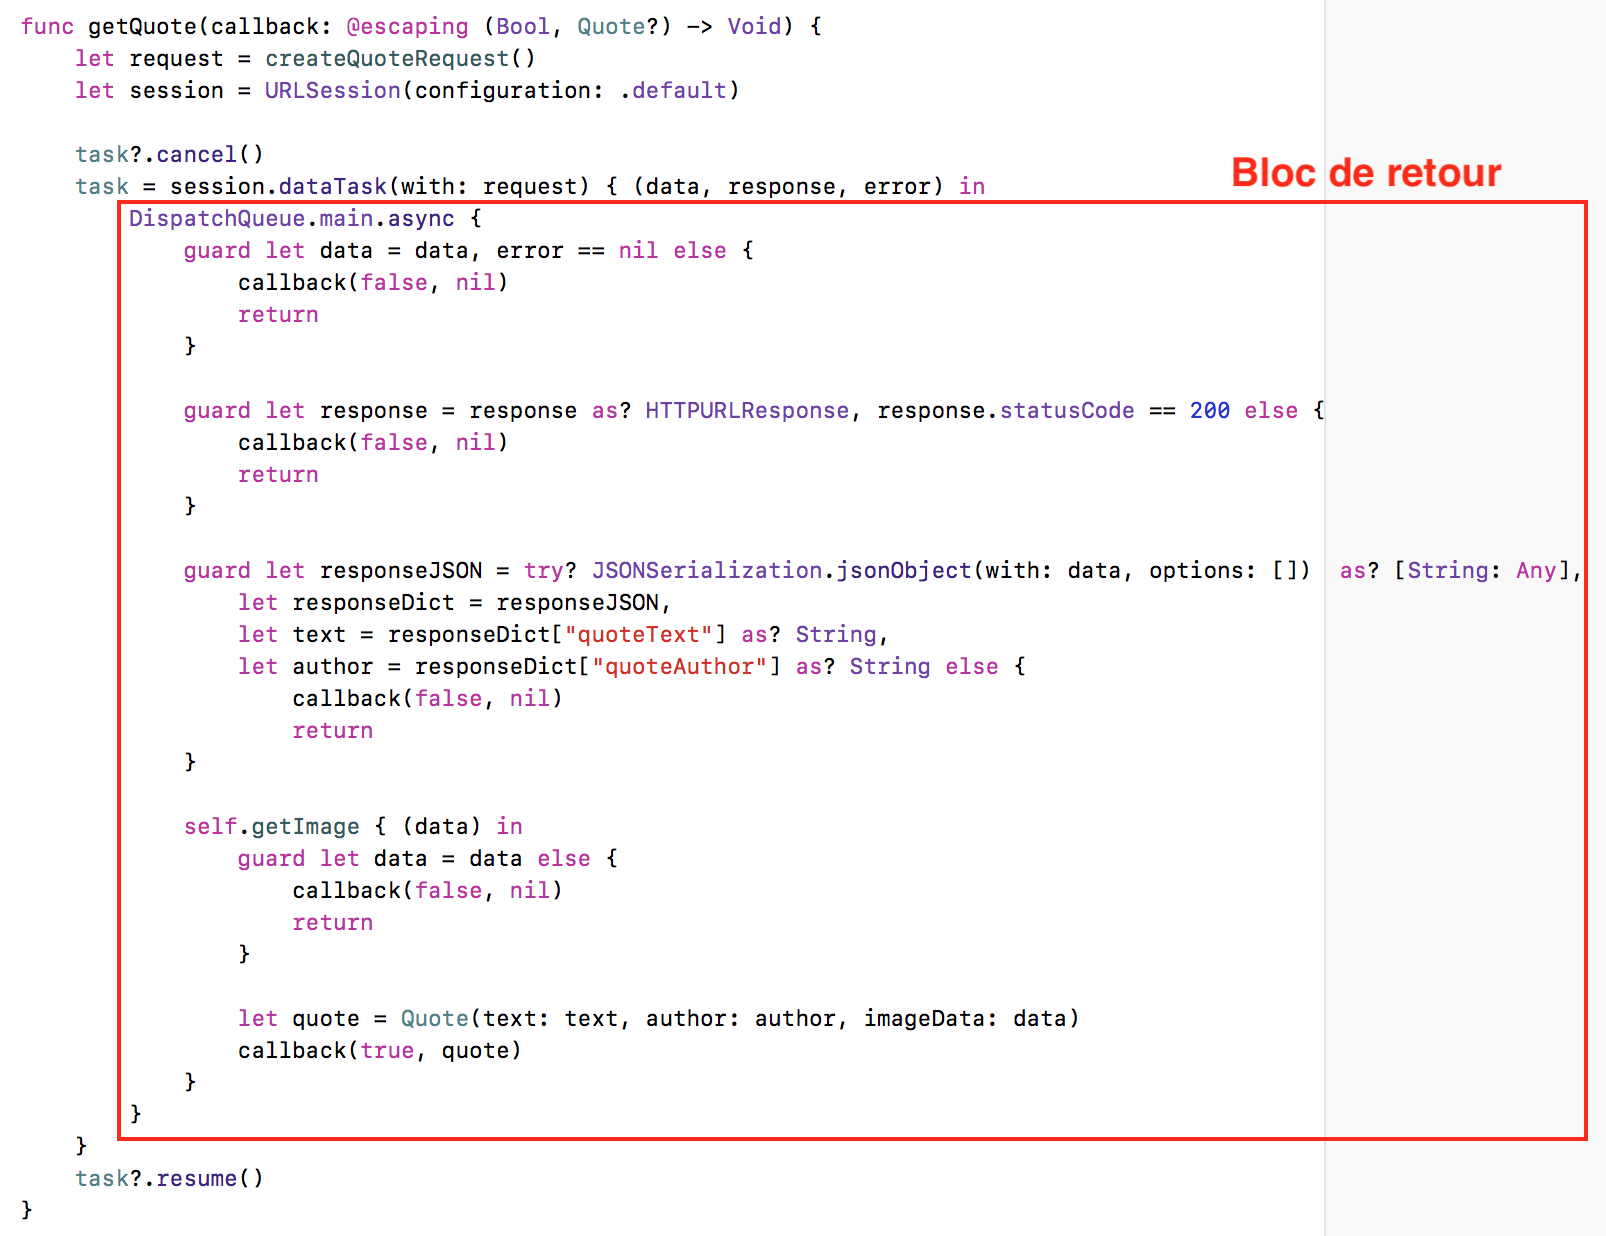 func getQuote(callback: @escaping (Bool, Quote?) -> Void) {
    let request = createQuoteRequest()
    let session = URLSession(configuration: .default)

    task?.cancel()
Bloc de retour
    task = session.dataTask(with: request) { (data, response, error) in
        DispatchQueue.main.async {
            guard let data = data, error == nil else {
                callback(false, nil)
                return
            }

            guard let response = response as? HTTPURLResponse, response.statusCode == 200 else {
                callback(false, nil)
                return
            }

            guard let responseJSON = try? JSONSerialization.jsonObject(with: data, options: [])  as? [String: Any],
                let responseDict = responseJSON,
                let text = responseDict["quoteText"] as? String,
                let author = responseDict["quoteAuthor"] as? String else {
                    callback(false, nil)
                    return
            }

            self.getImage { (data) in
                guard let data = data else {
                    callback(false, nil)
                    return
                }

                let quote = Quote(text: text, author: author, imageData: data)
                callback(true, quote)
            }
        }
    }
    task?.resume()
}